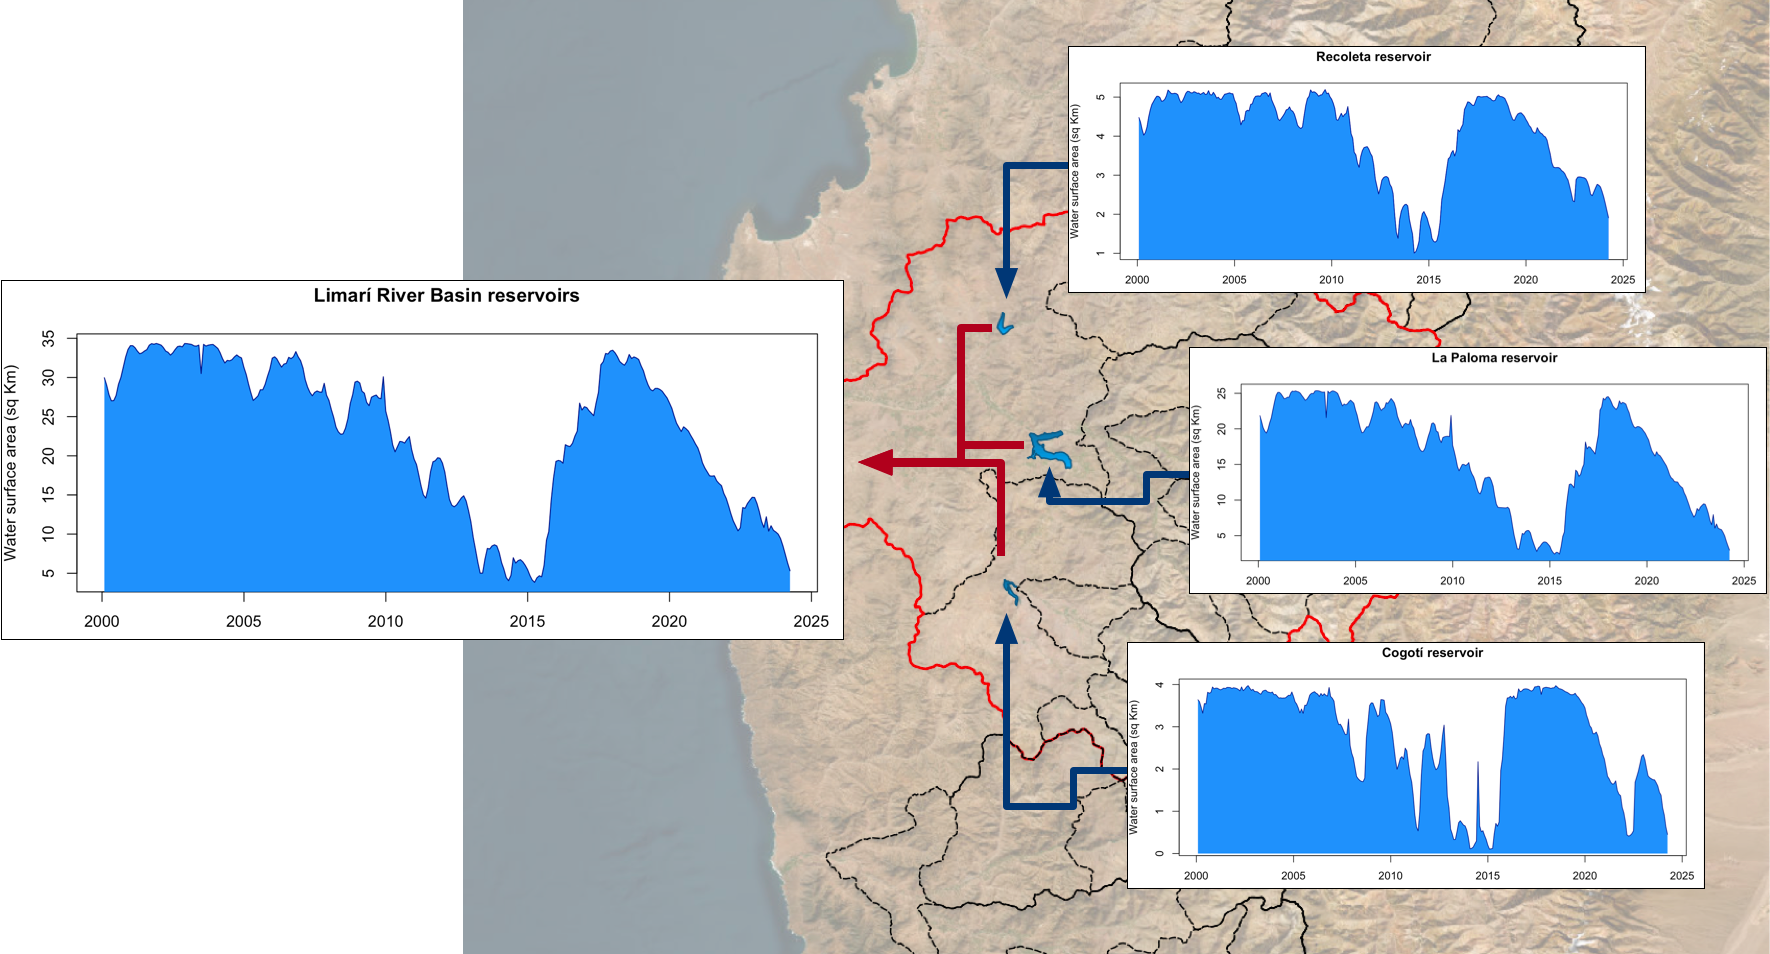 Recoleta reservoir
Water surface area (sq Km)
5
4
3
2
1
2000 2005 2010 2015 2020 2025
Limarí River Basin reservoirs
Water surface area (sq Km)
35
30
25
20
15
10
5
2000 2005 2010 2015 2020 2025
La Paloma reservoir
Water surface area (sq Km)
25
20
15
10
5
2000 2005 2010 2015 2020 2025
Cogotí reservoir
Water surface area (sq Km)
4
3
2
1
0
2000 2005 2010 2015 2020 2025